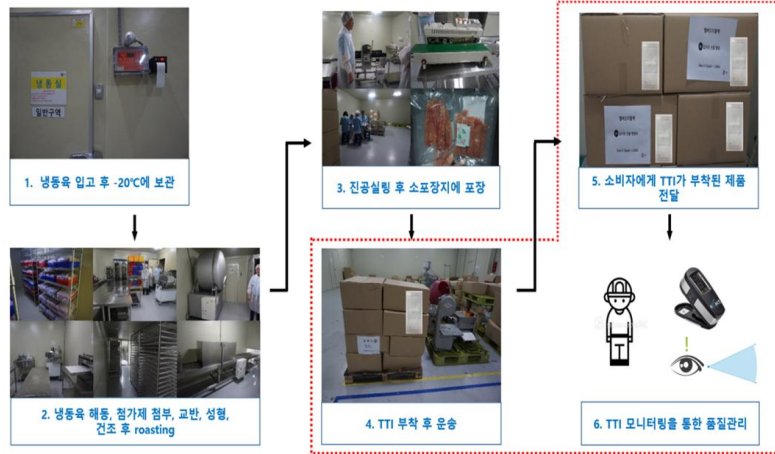 냉동실
일반구역
1. 냉동육 입고 후 -20℃에 보관
2. 냉동육 해동, 첨가제 첨부, 교반, 성형,
건조 후 roasting
3. 진공실링 후 소포장지에 포장
4. TTI 부착 후 운송
5. 소비자에게 TTI가 부착된 제품
전달
6. TTI 모니터링을 통한 품질관리